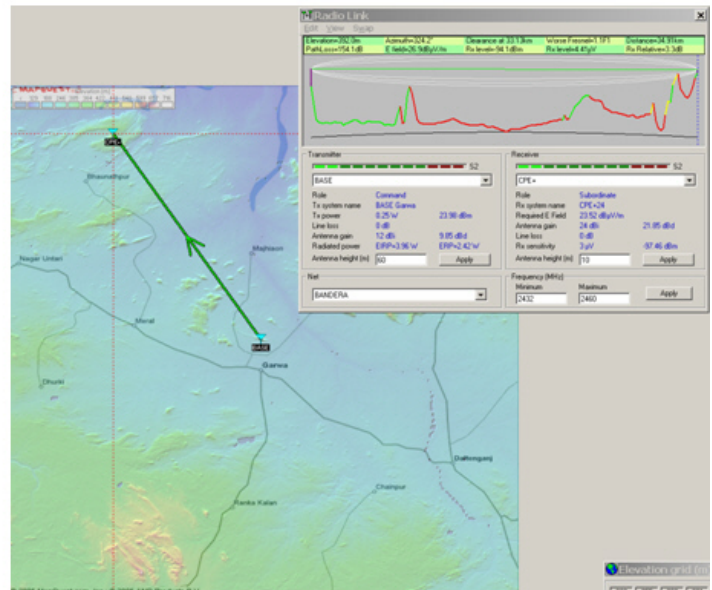 Radio Link
Edit View Swap
Elevation=392.0m Azimuth=324.2° Clearance at 33.13km Worse Fresnel=1.1F1 Distance=34.91km
PathLoss=154.1dB E field=26.9dBµV/m Rx level=-94.1dBm Rx level=4.41µV Rx Relative=3.3dB
Transmitter
S2
BASE
Role Command
Tx system name BASE Garwa
Tx power 0.25 W 23.98 dBm
Line loss 0 dB
Antenna gain 12 dBi 9.85 dBd
Radiated power EIRP=3.96 W ERP=2.42 W
Antenna height (m) 60 Apply
Receiver
S2
CPE+
Role Subordinate
Rx system name CPE+24
Required E Field 23.52 dBµV/m
Antenna gain 24 dBi 21.85 dBd
Line loss 0 dB
Rx sensitivity 3 µV -97.46 dBm
Antenna height (m) 10 Apply
Net
BANDERA
Frequency (MHz)
Minimum Maximum
2432 2460 Apply
CPE+
Bhaunathpur
Nagar Untari
Majhiaon
Meral
BASE
Garwa
Dhurki
Daltenganj
Chainpur
Ranka Kalan
Elevation grid (m